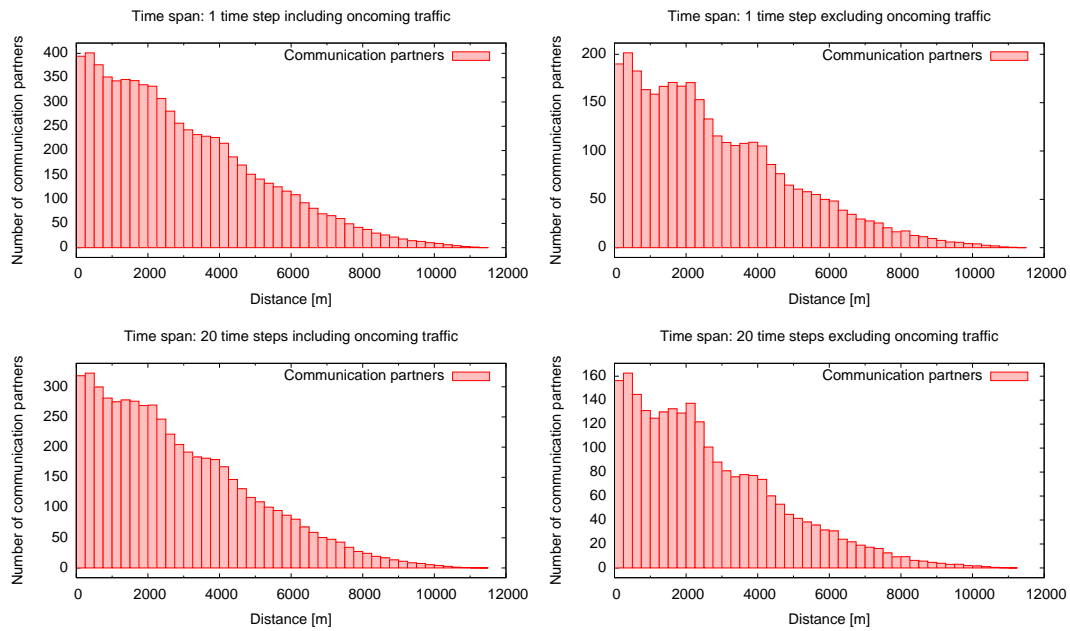 Time span: 1 time step including oncoming traffic
Number of communication partners
400
350
300
250
200
150
100
50
0
Communication partners
0 2000 4000 6000 8000 10000 12000
Distance [m]
Time span: 1 time step excluding oncoming traffic
Number of communication partners
200
150
100
50
0
Communication partners
0 2000 4000 6000 8000 10000 12000
Distance [m]
Time span: 20 time steps including oncoming traffic
Number of communication partners
300
250
200
150
100
50
0
Communication partners
0 2000 4000 6000 8000 10000 12000
Distance [m]
Time span: 20 time steps excluding oncoming traffic
Number of communication partners
160
140
120
100
80
60
40
20
0
Communication partners
0 2000 4000 6000 8000 10000 12000
Distance [m]